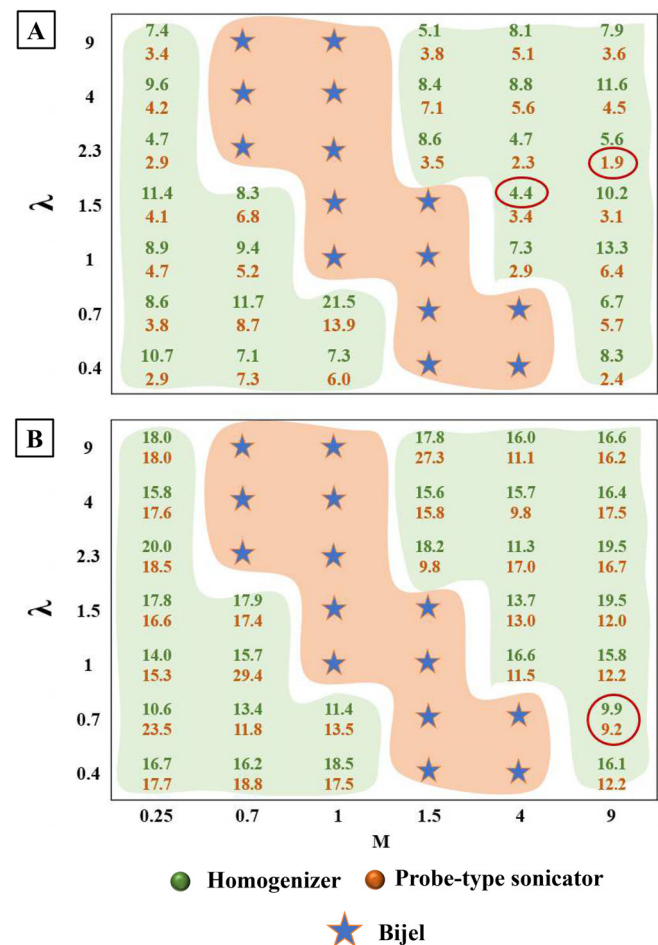 A
9 7.4 5.1 8.1 7.9
3.4 3.8 5.1 3.6
4 9.6 8.4 8.8 11.6
4.2 7.1 5.6 4.5
2.3 4.7 8.6 4.7 5.6
2.9 3.5 2.3 1.9
λ 1.5 11.4 8.3 4.4 10.2
4.1 6.8 3.4 3.1
1 8.9 9.4 7.3 13.3
4.7 5.2 2.9 6.4
0.7 8.6 11.7 21.5 6.7
3.8 8.7 13.9 5.7
0.4 10.7 7.1 7.3 8.3
2.9 7.3 6.0 2.4
B
9 18.0 17.8 16.0 16.6
18.0 27.3 11.1 16.2
4 15.8 15.6 15.7 16.4
17.6 15.8 9.8 17.5
2.3 20.0 18.2 11.3 19.5
18.5 9.8 17.0 16.7
λ 1.5 17.8 17.9 13.7 19.5
16.6 17.4 13.0 12.0
1 14.0 15.7 16.6 15.8
15.3 29.4 11.5 12.2
0.7 10.6 13.4 11.4 9.9
23.5 11.8 13.5 9.2
0.4 16.7 16.2 18.5 16.1
17.7 18.8 17.5 12.2
0.25 0.7 1 1.5 4 9
M
Homogenizer Probe-type sonicator
Bijel